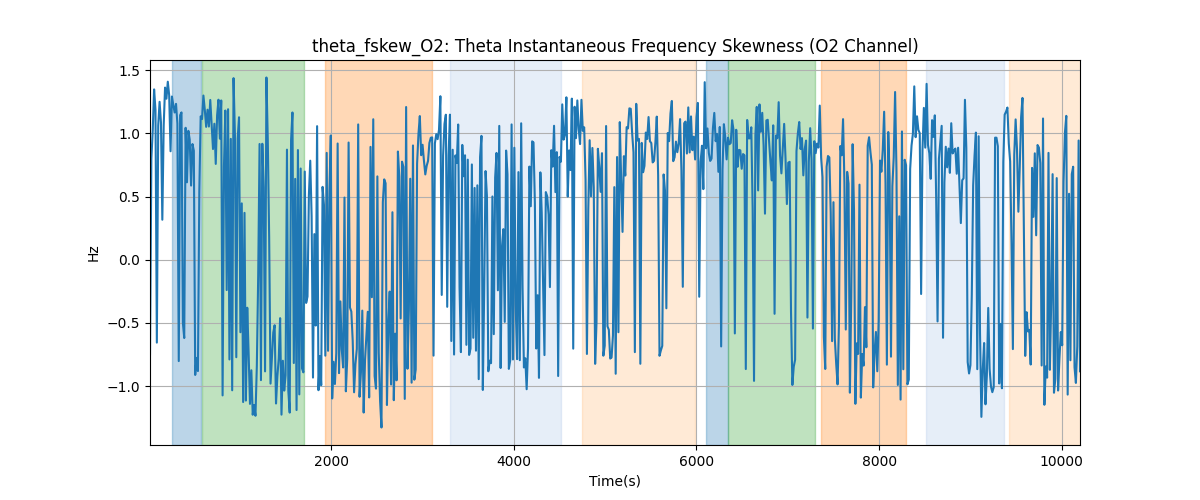 theta_fskew_O2: Theta Instantaneous Frequency Skewness (O2 Channel)
1.5
1.0
0.5
0.0
−0.5
−1.0
Hz
2000 4000 6000 8000 10000
Time(s)